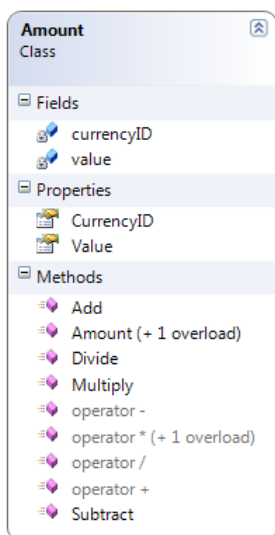 Amount
Class
Fields
currencyID
value
Properties
CurrencyID
Value
Methods
Add
Amount (+ 1 overload)
Divide
Multiply
operator -
operator * (+ 1 overload)
operator /
operator +
Subtract